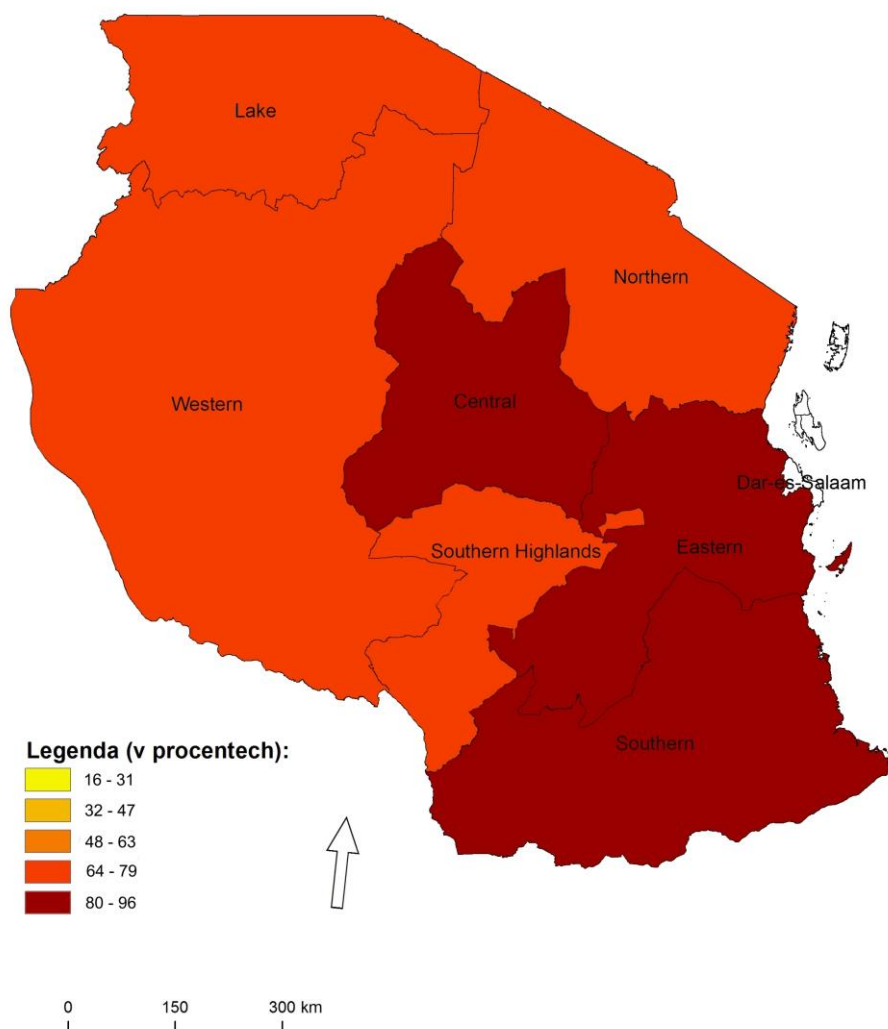 Lake
Northern
Western
Central
Dar-es-Salaam
Southern Highlands
Eastern
Southern
Legenda (v procentech):
16 - 31
32 - 47
48 - 63
64 - 79
80 - 96
0 150 300 km